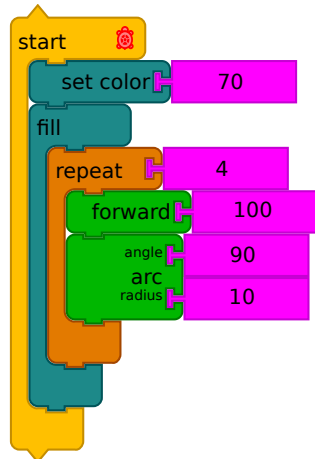 start
set color 70
fill
repeat 4
forward 100
angle 90
arc
radius 10